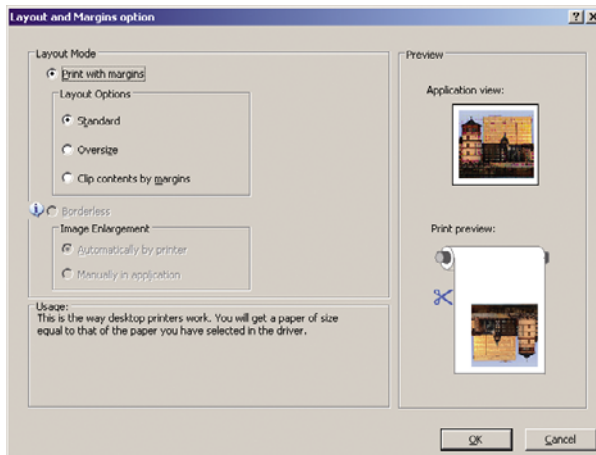 Layout and Margins option
Layout Mode
Print with margins
Layout Options
Standard
Oversize
Clip contents by margins
Borderless
Image Enlargement
Automatically by printer
Manually in application
Usage:
This is the way desktop printers work. You will get a paper of size
equal to that of the paper you have selected in the driver.
Preview
Application view:
Print preview:
OK
Cancel